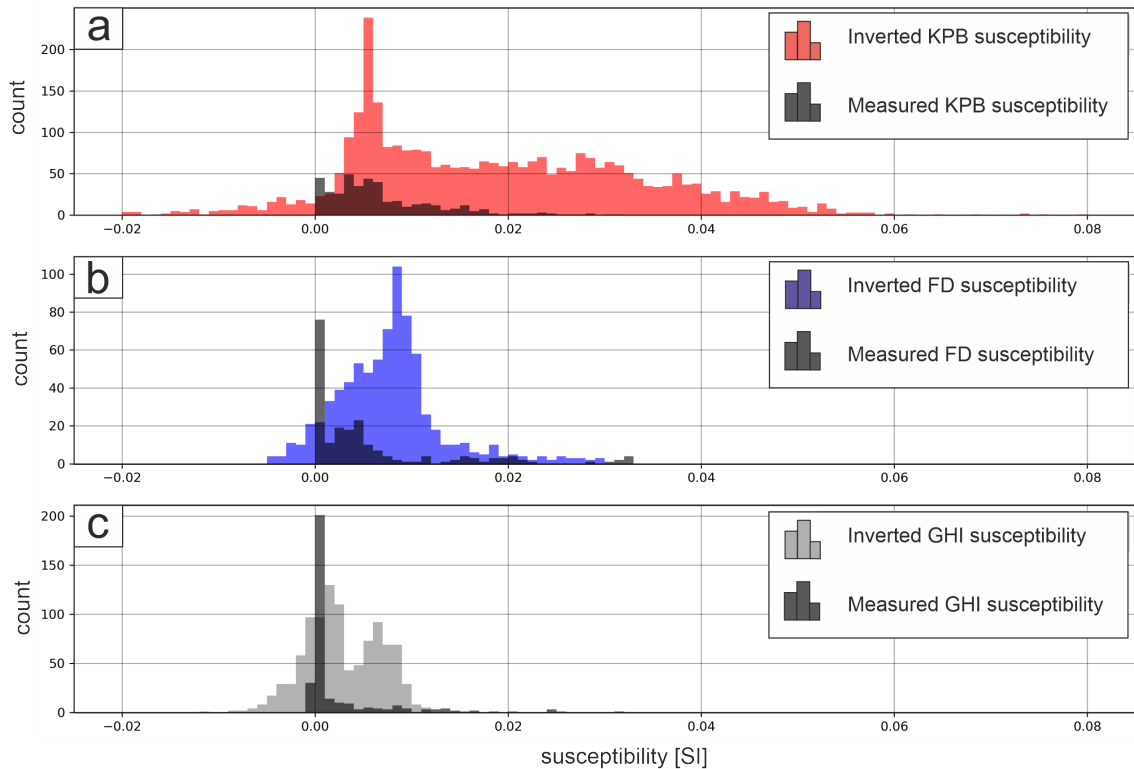 a
count
200
150
100
50
0
−0.02
0.00
0.02
0.04
0.06
0.08
Inverted KPB susceptibility
Measured KPB susceptibility
b
count
100
80
60
40
20
0
−0.02
0.00
0.02
0.04
0.06
0.08
Inverted FD susceptibility
Measured FD susceptibility
c
count
200
150
100
50
0
−0.02
0.00
0.02
0.04
0.06
0.08
Inverted GHI susceptibility
Measured GHI susceptibility
susceptibility [SI]